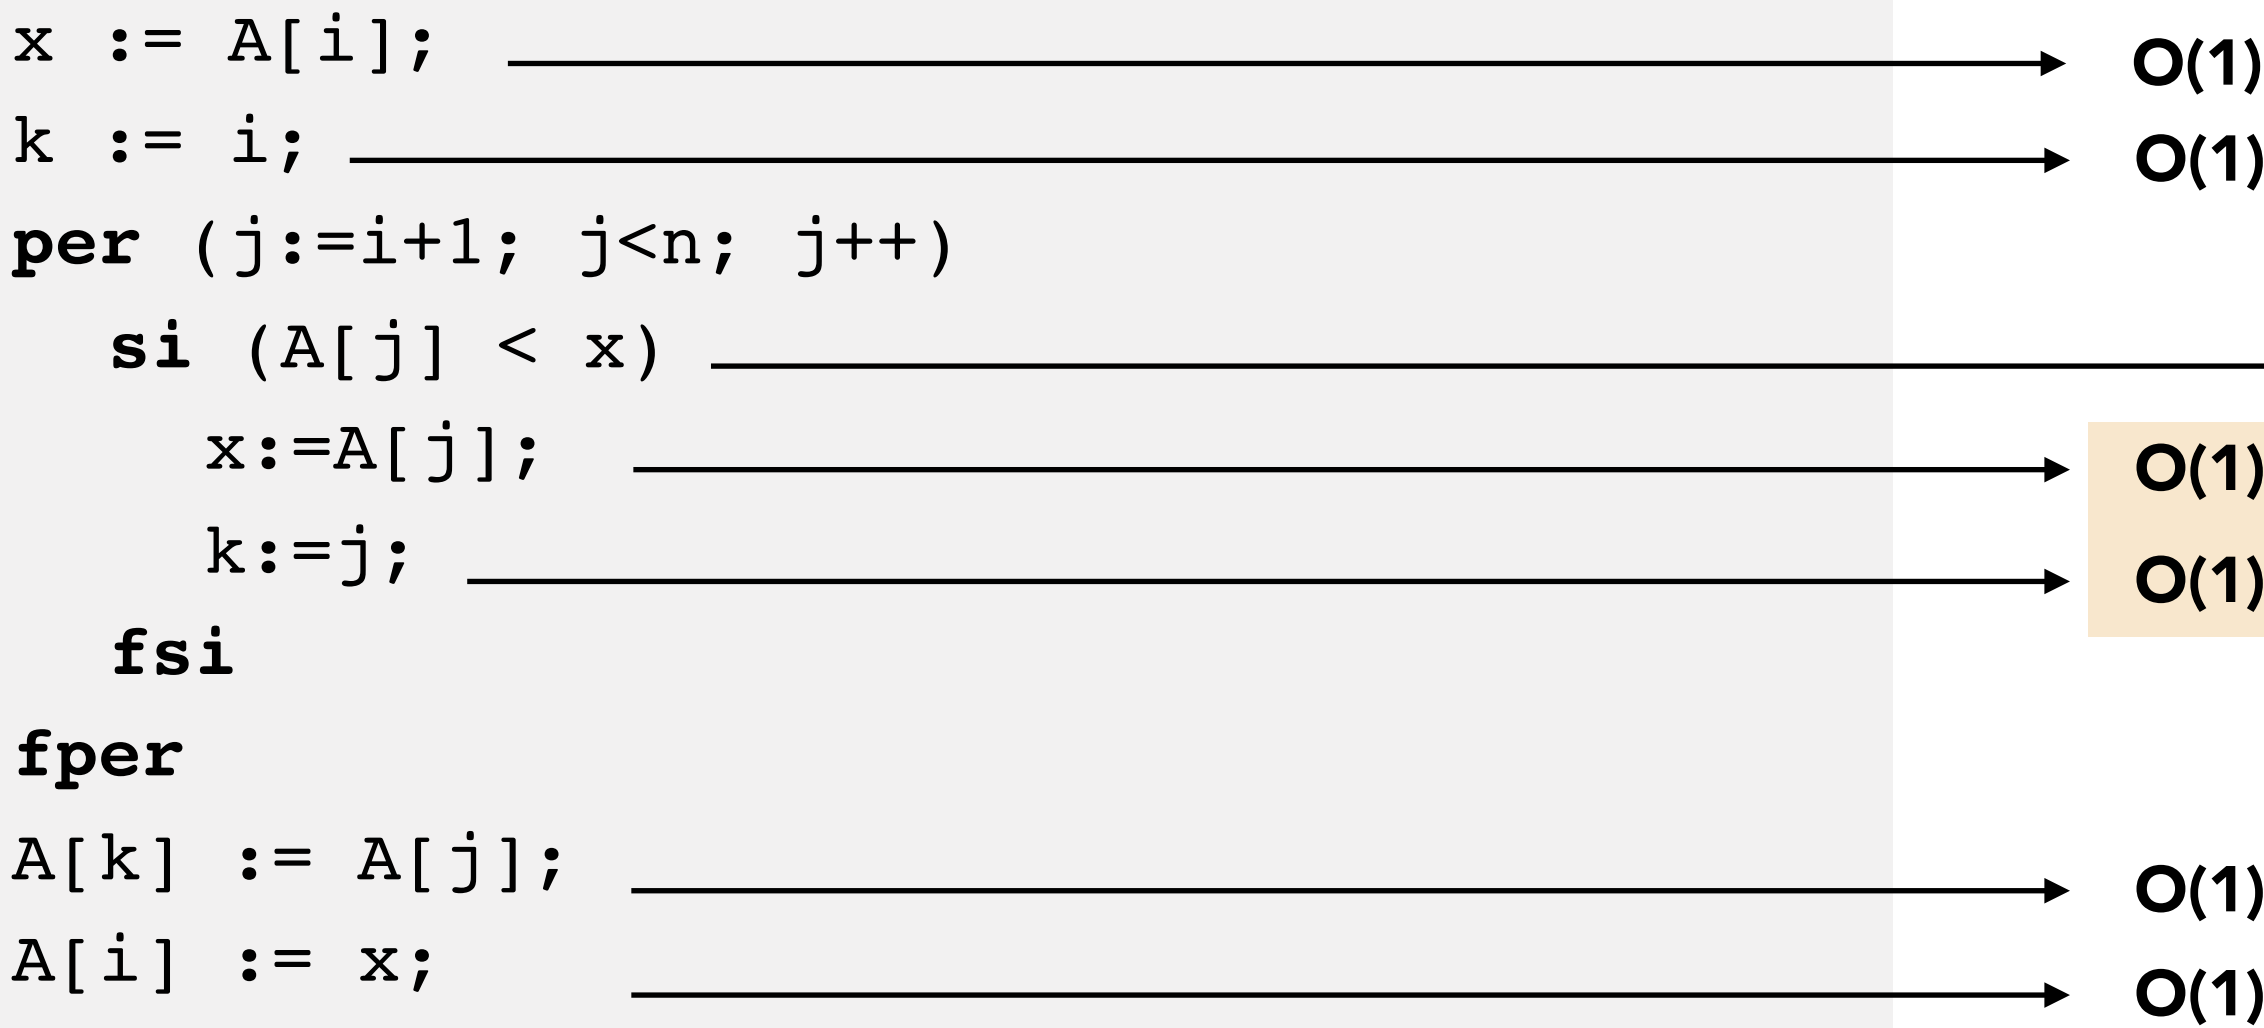 x := A[i]; O(1)
k := i; O(1)
per (j:=i+1; j<n; j++)
si (A[j] < x)
x:=A[j]; O(1)
k:=j; O(1)
fsi
fper
A[k] := A[j]; O(1)
A[i] := x; O(1)